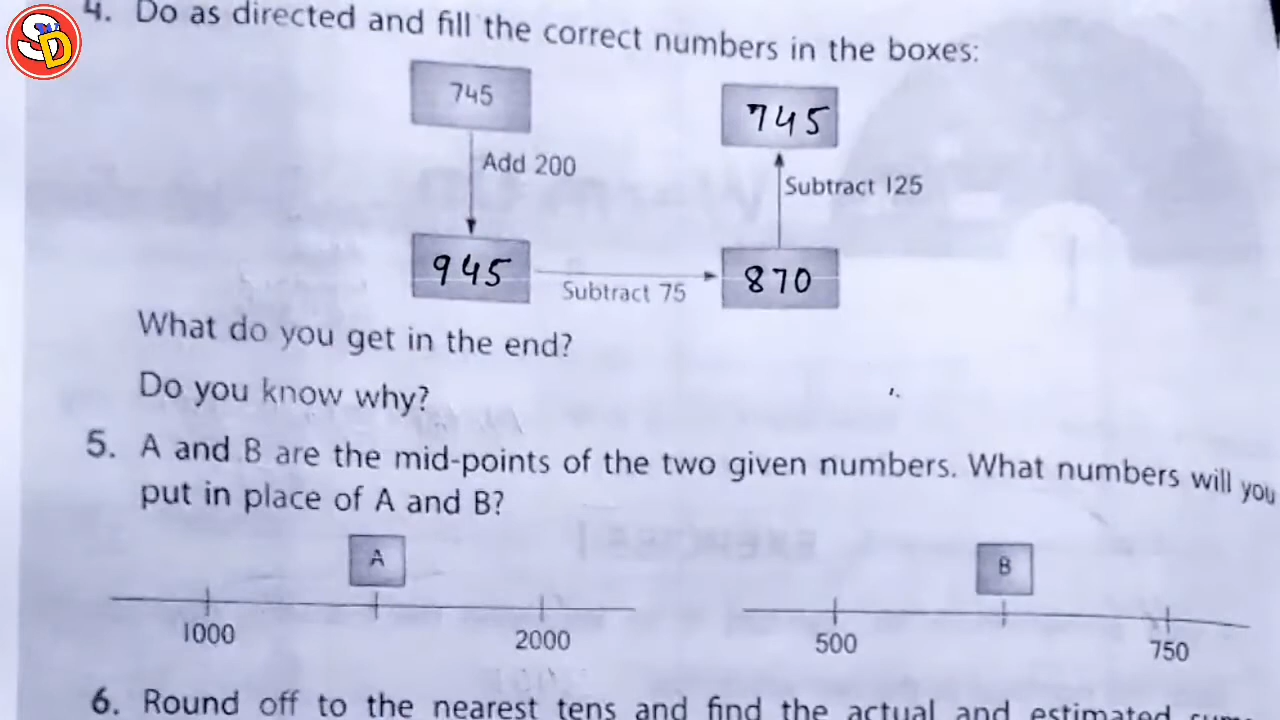 SD
4. Do as directed and fill the correct numbers in the boxes:
745
745
Add 200
Subtract 125
945
Subtract 75
870
What do you get in the end?
Do you know why?
5. A and B are the mid-points of the two given numbers. What numbers will you
put in place of A and B?
A
B
1000
2000
500
750
6. Round off to the nearest tens and find the actual and estimated